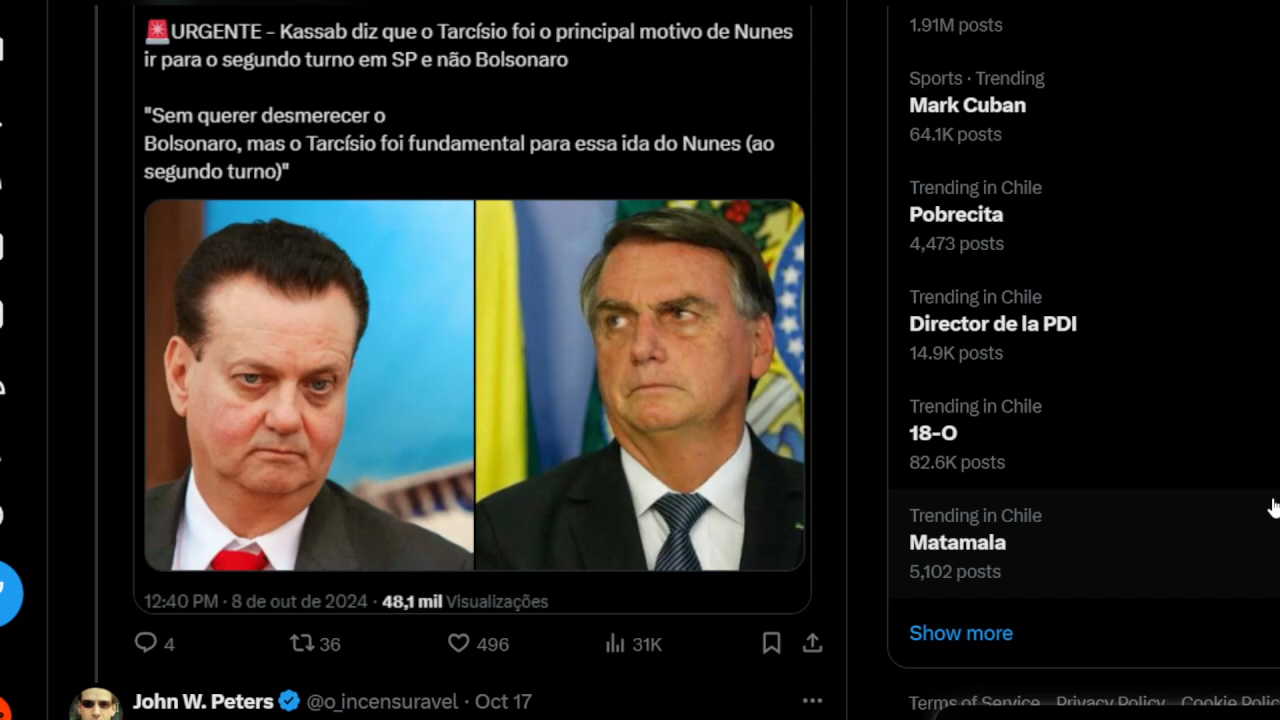 🚨URGENTE - Kassab diz que o Tarcísio foi o principal motivo de Nunes
ir para o segundo turno em SP e não Bolsonaro
"Sem querer desmerecer o
Bolsonaro, mas o Tarcísio foi fundamental para essa ida do Nunes (ao
segundo turno)"
12:40 PM · 8 de out de 2024 · 48,1 mil Visualizações
4 36 496 31K
John W. Peters @o_incensuravel · Oct 17
1.91M posts
Sports · Trending
Mark Cuban
64.1K posts
Trending in Chile
Pobrecita
4,473 posts
Trending in Chile
Director de la PDI
14.9K posts
Trending in Chile
18-O
82.6K posts
Trending in Chile
Matamala
5,102 posts
Show more
Terms of Service Privacy Policy Cookie